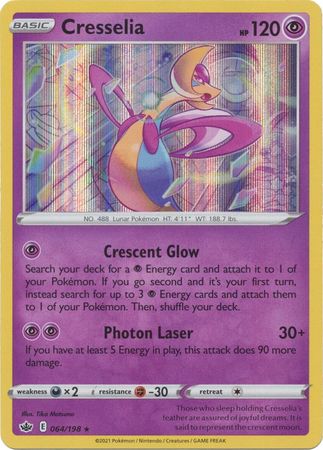 BASIC Cresselia HP 120
NO. 488 Lunar Pokémon HT: 4'11" WT: 188.7 lbs.
Crescent Glow
Search your deck for a Energy card and attach it to 1 of
your Pokémon. If you go second and it's your first turn,
instead search for up to 3 Energy cards and attach them
to 1 of your Pokémon. Then, shuffle your deck.
Photon Laser 30+
If you have at least 5 Energy in play, this attack does 90 more
damage.
weakness ×2 resistance -30 retreat
Illus. Tika Matsuno
E 064/198 ★
Those who sleep holding Cresselia's
feather are assured of joyful dreams. It is
said to represent the crescent moon.
©2021 Pokémon / Nintendo / Creatures / GAME FREAK